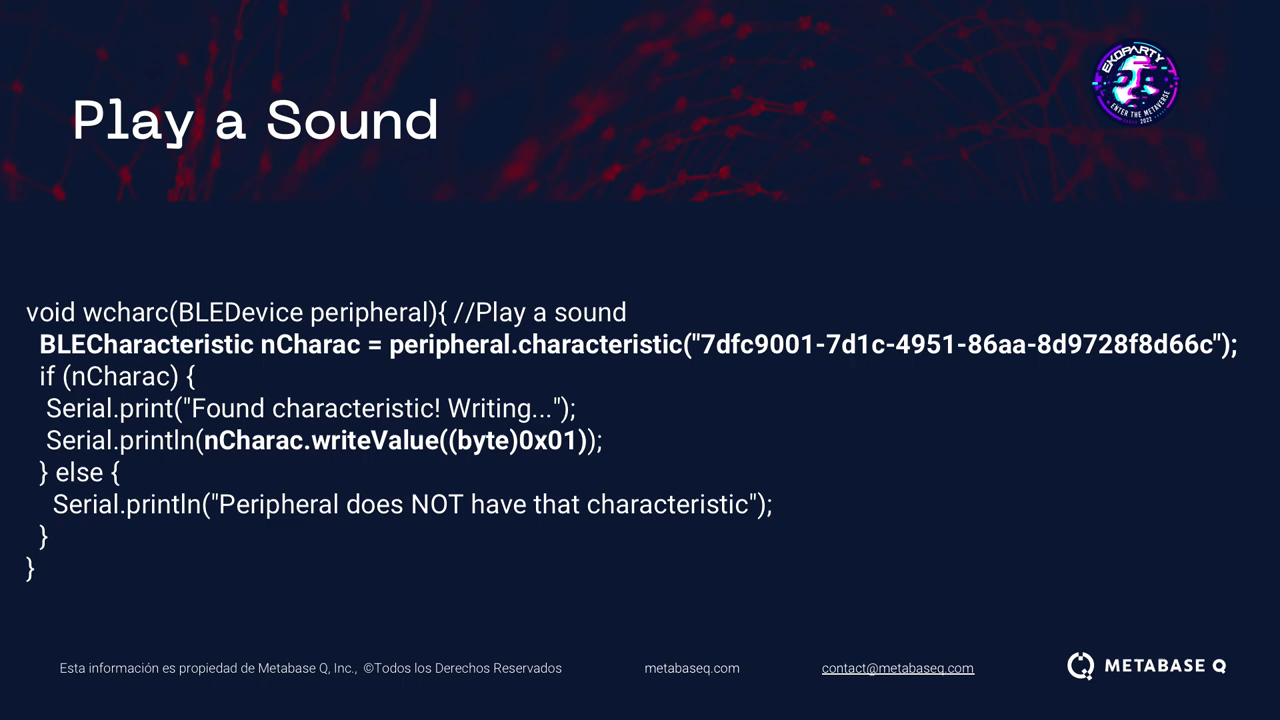 Play a Sound
EKOPARTY
ENTER THE METAVERSE
2022
void wcharc(BLEDevice peripheral){ //Play a sound
BLECharacteristic nCharac = peripheral.characteristic("7dfc9001-7d1c-4951-86aa-8d9728f8d66c");
if (nCharac) {
Serial.print("Found characteristic! Writing...");
Serial.println(nCharac.writeValue((byte)0x01));
} else {
Serial.println("Peripheral does NOT have that characteristic");
}
}
Esta información es propiedad de Metabase Q, Inc., ©Todos los Derechos Reservados
metabaseq.com
contact@metabaseq.com
METABASE Q